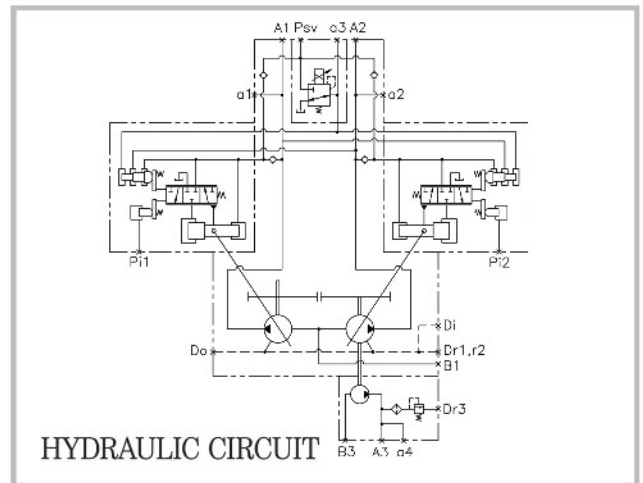 A1 Psv a3 A2
a1 a2
Pi1 Pi2
Di
Do Dr1,r2
B1
Dr3
HYDRAULIC CIRCUIT
B3 A3 a4